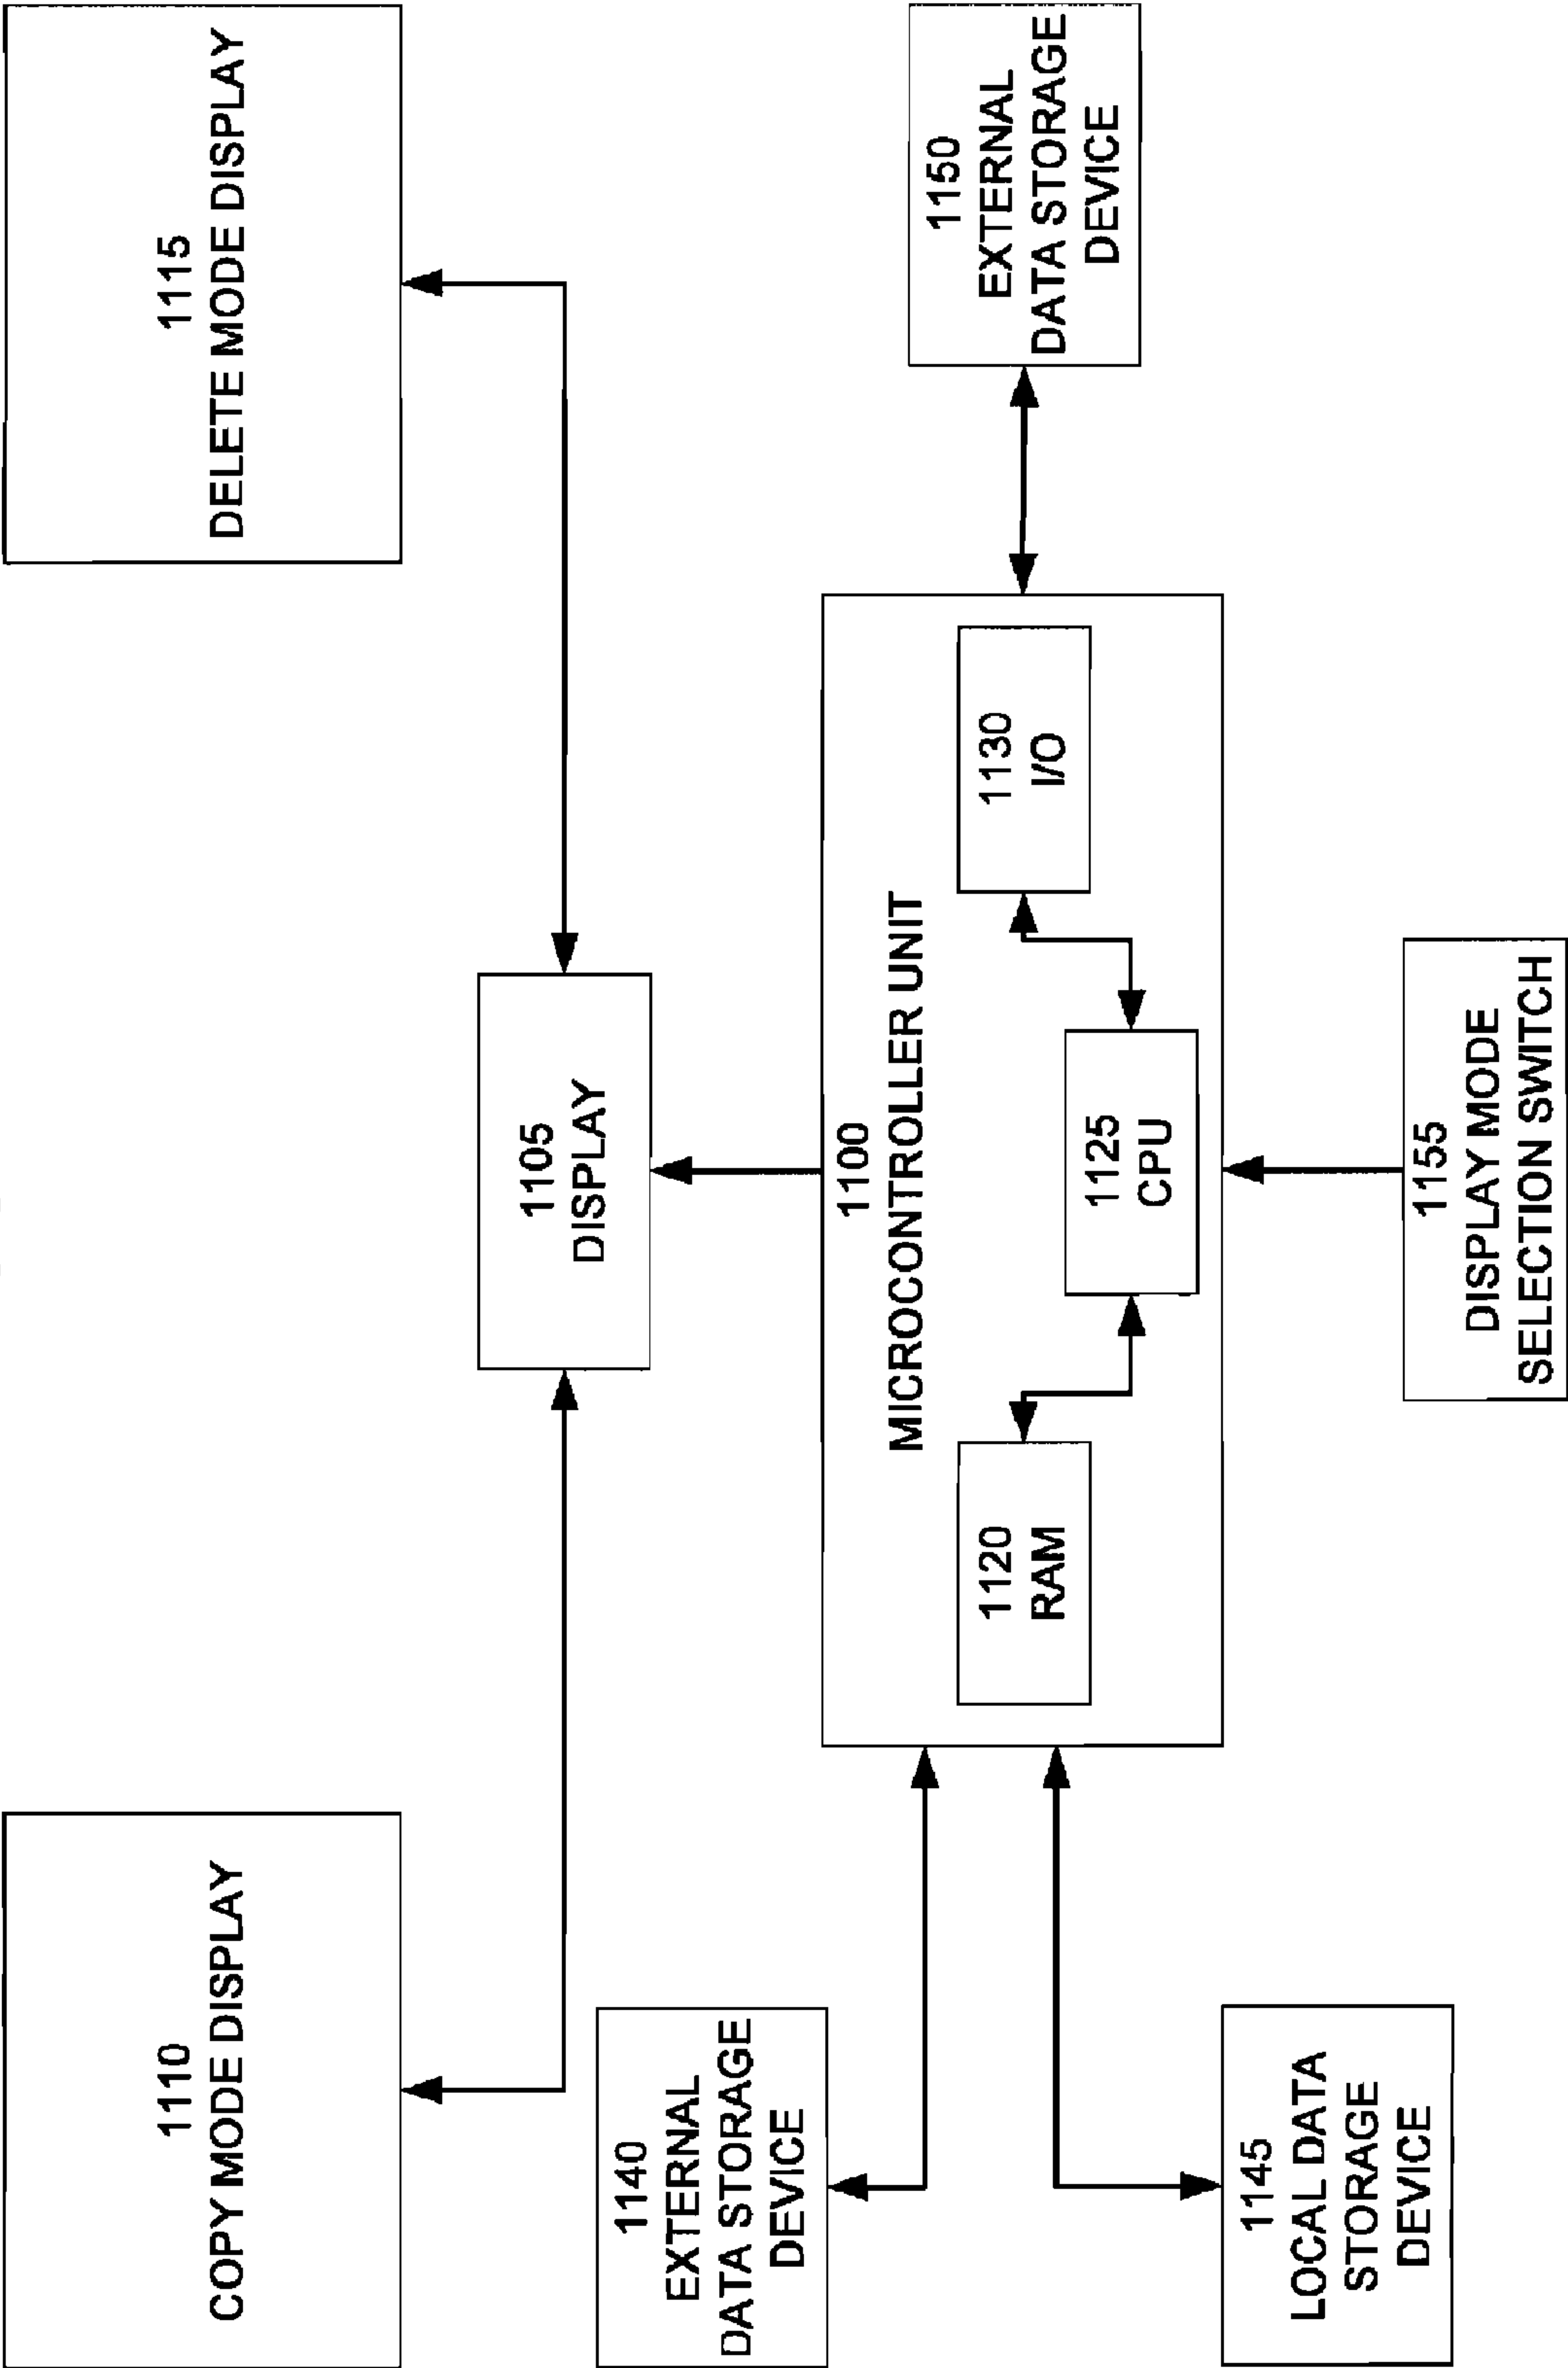 1110
COPY MODE DISPLAY
1115
DELETE MODE DISPLAY
1105
DISPLAY
1140
EXTERNAL
DATA STORAGE
DEVICE
1100
MICROCONTROLLER UNIT
1120
RAM
1125
CPU
1130
I/O
1150
EXTERNAL
DATA STORAGE
DEVICE
1145
LOCAL DATA
STORAGE
DEVICE
1155
DISPLAY MODE
SELECTION SWITCH